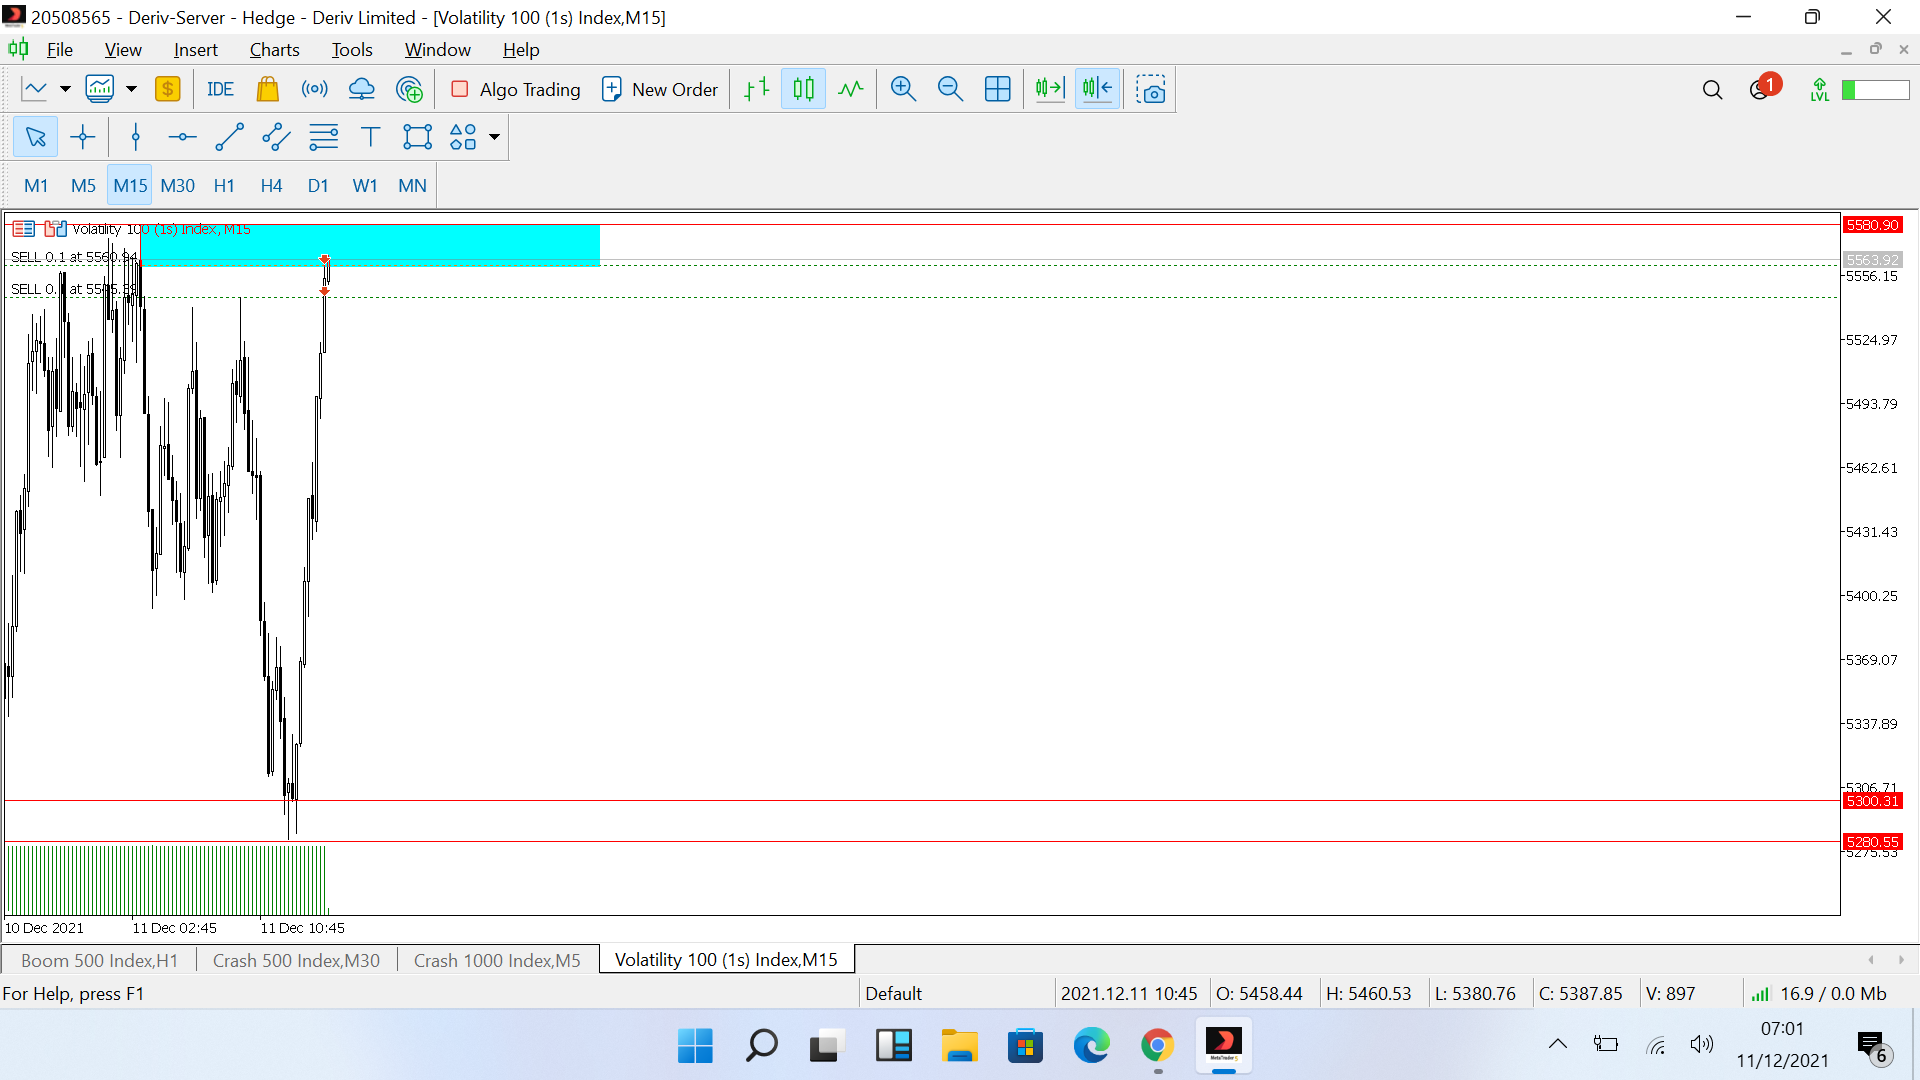 20508565 - Deriv-Server - Hedge - Deriv Limited - [Volatility 100 (1s) Index,M15]
File View Insert Charts Tools Window Help
IDE Algo Trading New Order 1 LVL
T
M1 M5 M15 M30 H1 H4 D1 W1 MN
Volatility 100 (1s) Index, M15
5580.90
SELL 0.1 at 5560.94
5563.92
5556.15
SELL 0.1 at
5524.97
5493.79
5462.61
5431.43
5400.25
5369.07
5337.89
5306.71
5300.31
5280.55
5275.53
10 Dec 2021 11 Dec 02:45 11 Dec 10:45
Boom 500 Index,H1 Crash 500 Index,M30 Crash 1000 Index,M5 Volatility 100 (1s) Index,M15
For Help, press F1 Default 2021.12.11 10:45 O: 5458.44 H: 5460.53 L: 5380.76 C: 5387.85 V: 897 16.9 / 0.0 Mb
07:01
11/12/2021
6